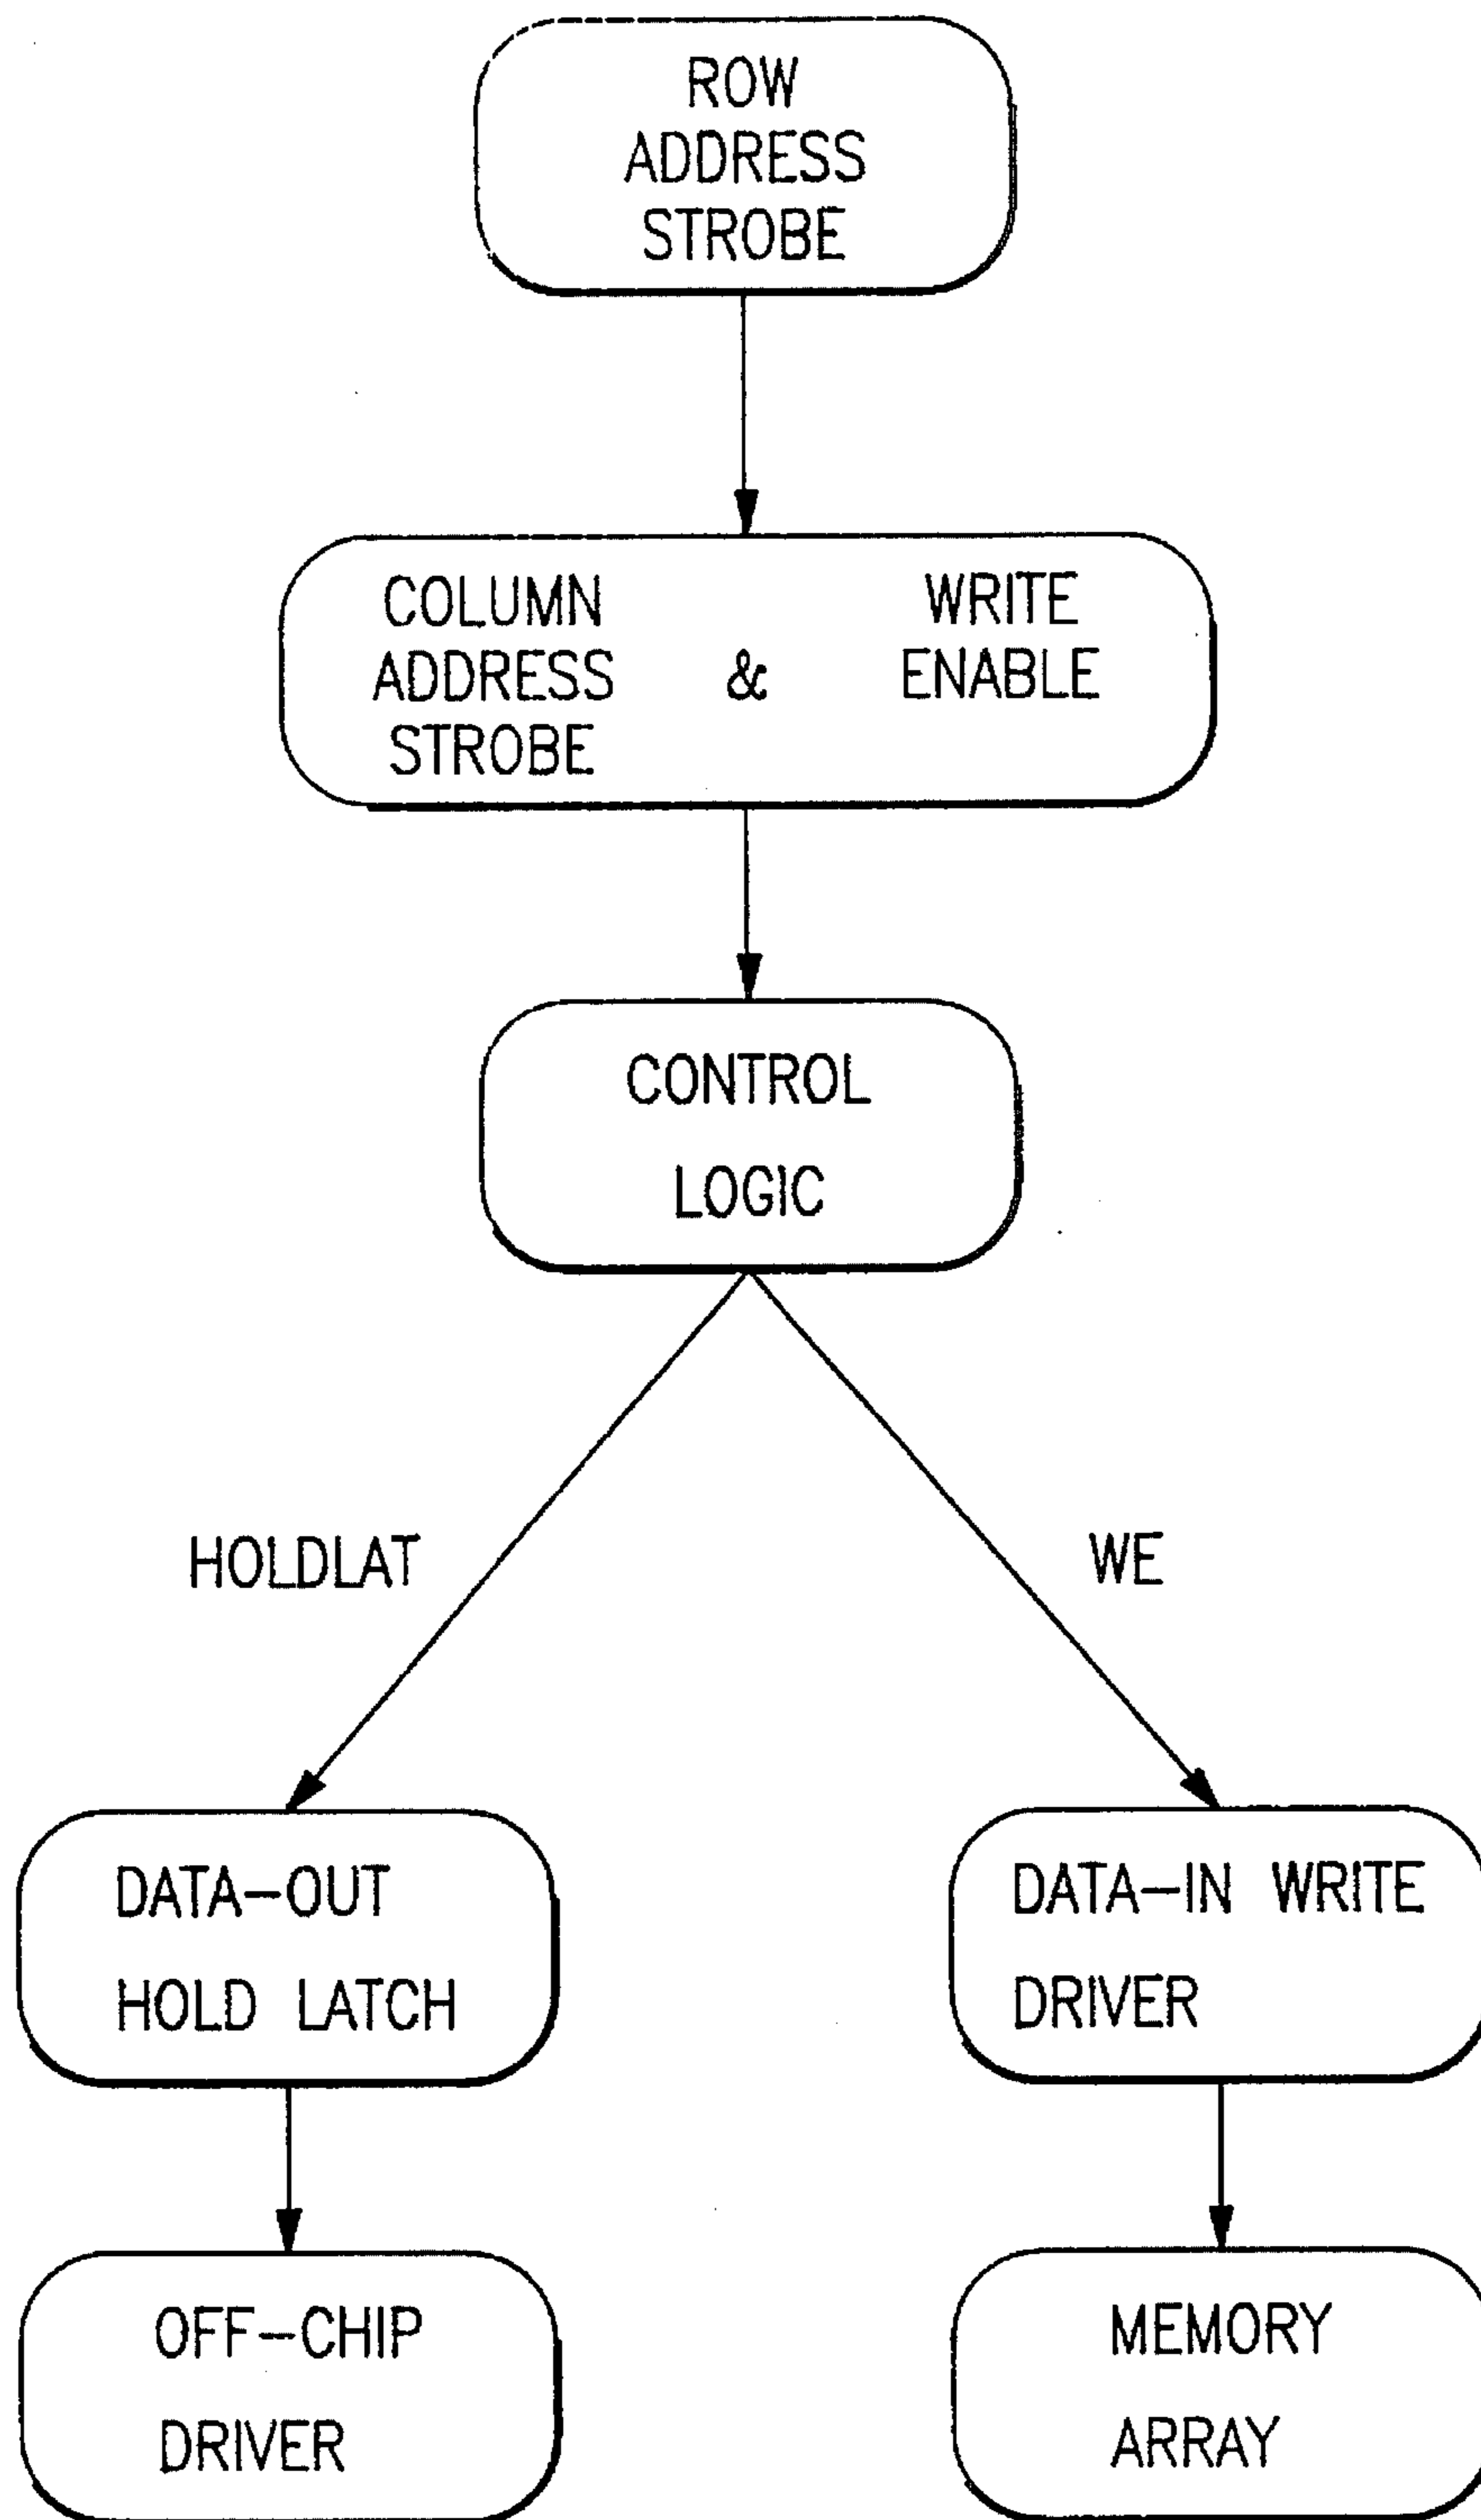 ROW
ADDRESS
STROBE
COLUMN
ADDRESS
STROBE
&
WRITE
ENABLE
CONTROL
LOGIC
HOLDLAT
WE
DATA-OUT
HOLD LATCH
DATA-IN WRITE
DRIVER
OFF-CHIP
DRIVER
MEMORY
ARRAY